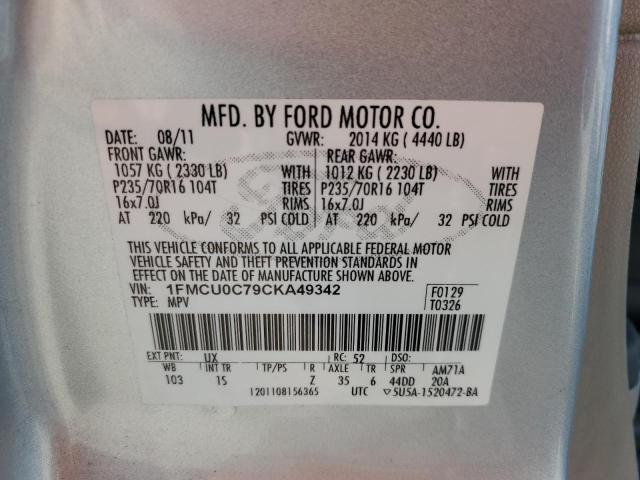 MFD. BY FORD MOTOR CO.
DATE: 08/11 GVWR: 2014 KG ( 4440 LB)
FRONT GAWR: REAR GAWR:
1057 KG ( 2330 LB) WITH 1012 KG ( 2230 LB) WITH
P235/70R16 104T TIRES P235/70R16 104T TIRES
16x7.0J RIMS 16x7.0J RIMS
AT 220 kPa/ 32 PSI COLD AT 220 kPa/ 32 PSI COLD
Ford
THIS VEHICLE CONFORMS TO ALL APPLICABLE FEDERAL MOTOR
VEHICLE SAFETY AND THEFT PREVENTION STANDARDS IN
EFFECT ON THE DATE OF MANUFACTURE SHOWN ABOVE.
VIN: 1FMCU0C79CKA49342
TYPE: MPV
F0129
T0326
EXT PNT: UX RC: 52 DSO:
WB INT TR TP/PS R AXLE TR SPR AM71A
103 1S Z 35 6 44DD 20A
1201108156365 UTC ▽5U5A-1520472-BA